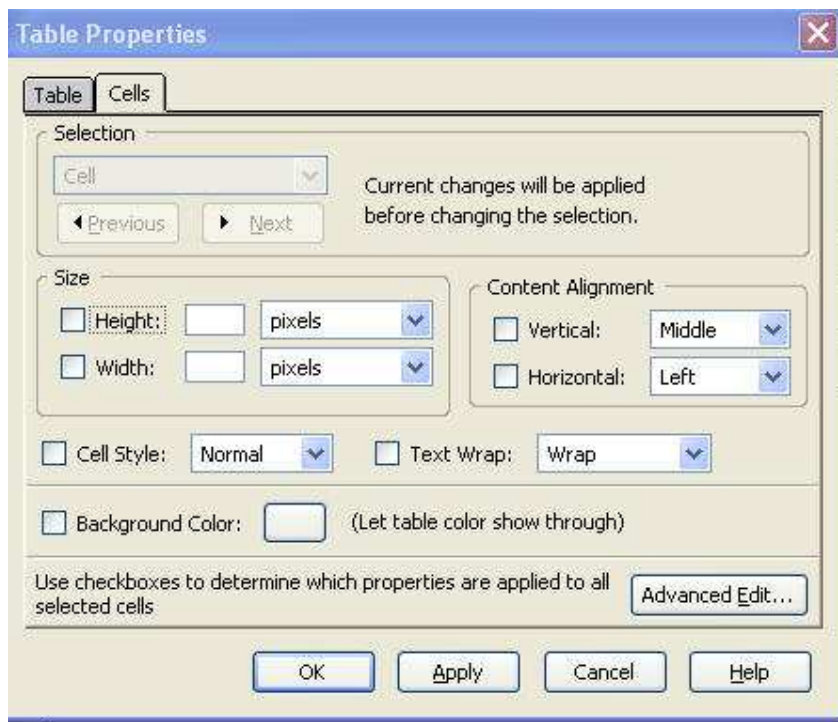 Table Properties
Table Cells
Selection
Cell
Previous Next
Current changes will be applied
before changing the selection.
Size
Height: pixels
Width: pixels
Content Alignment
Vertical: Middle
Horizontal: Left
Cell Style: Normal Text Wrap: Wrap
Background Color: (Let table color show through)
Use checkboxes to determine which properties are applied to all
selected cells
Advanced Edit...
OK Apply Cancel Help